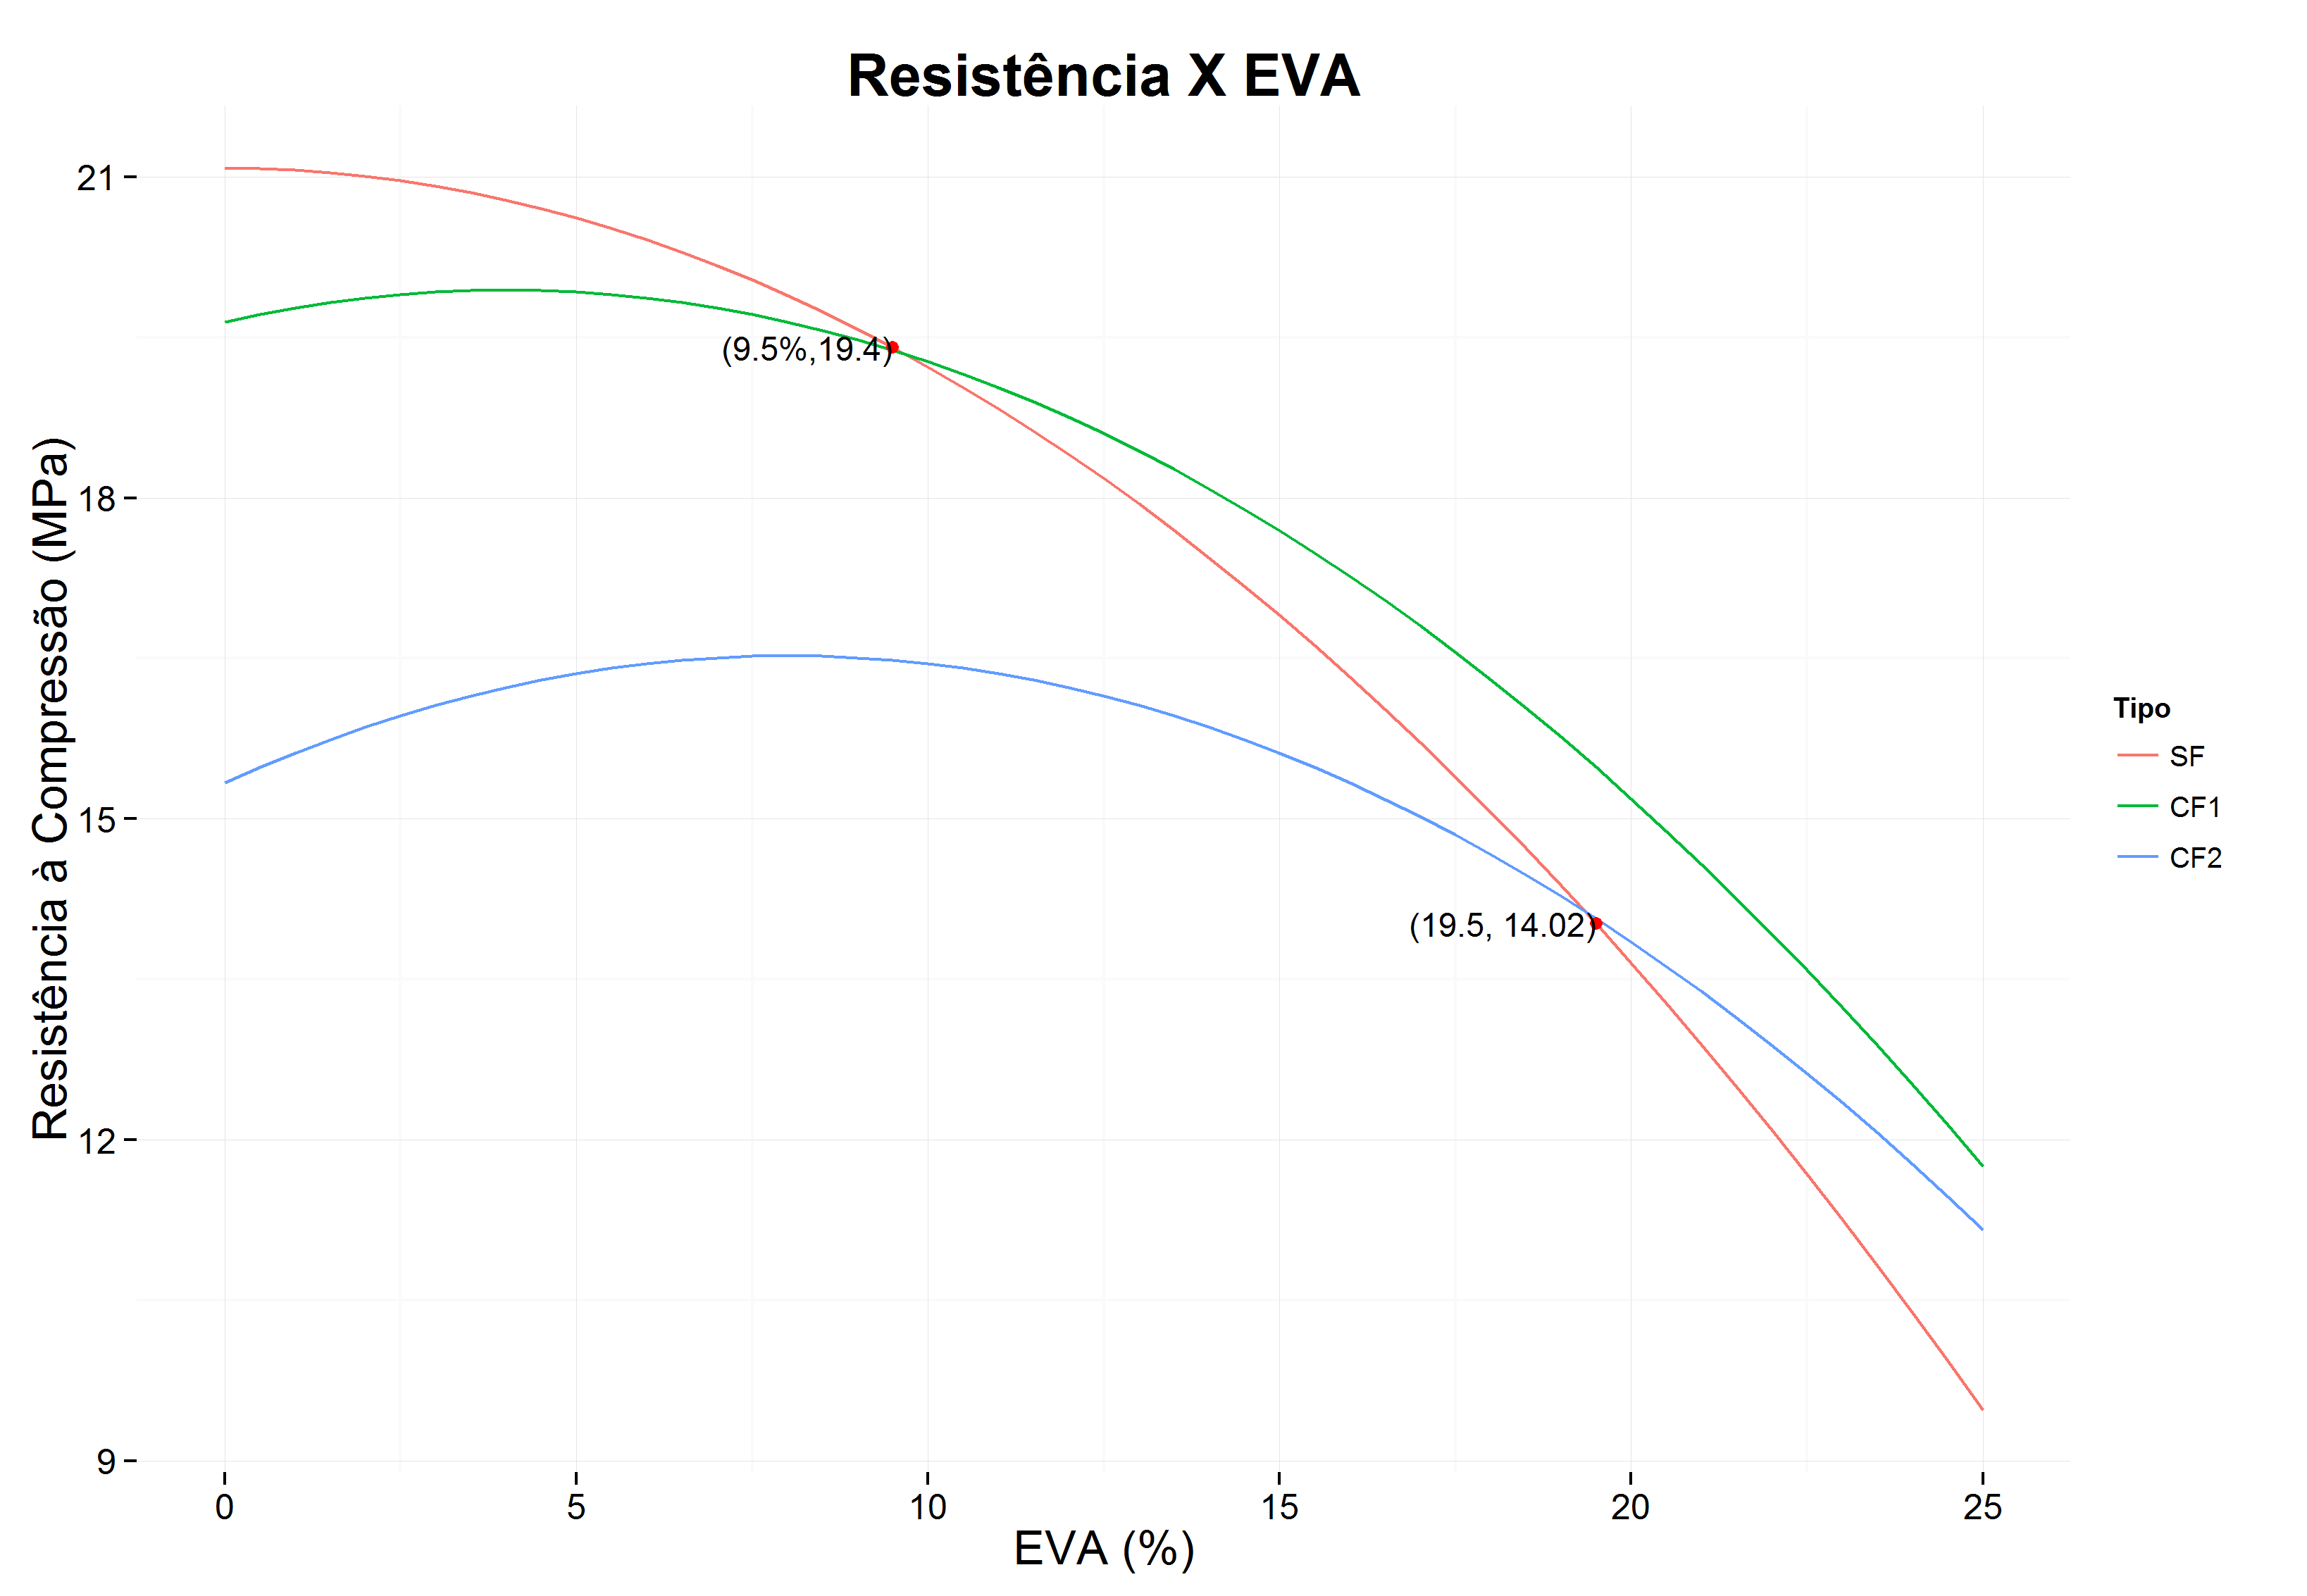 Resistência X EVA
Resistência à Compressão (MPa)
21
18
15
12
9
(9.5%,19.4)
(19.5, 14.02)
0 5 10 15 20 25
EVA (%)
Tipo
SF
CF1
CF2